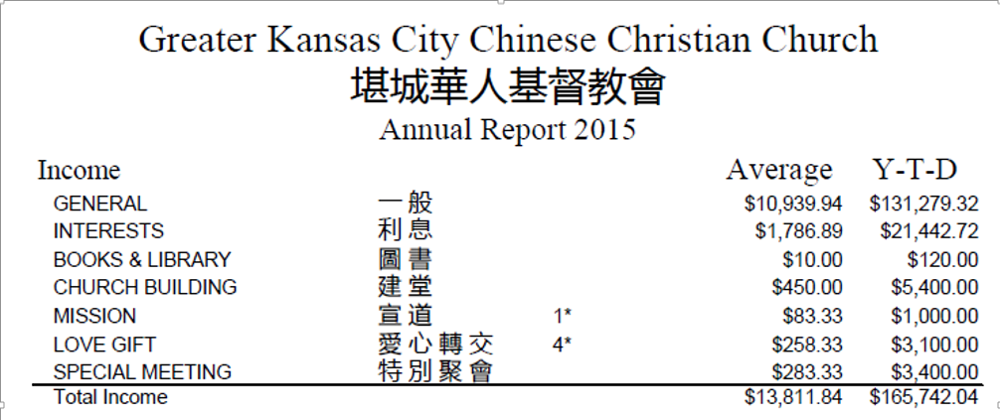 Greater Kansas City Chinese Christian Church
堪城華人基督教會
Annual Report 2015
Income Average Y-T-D
GENERAL 一般 $10,939.94 $131,279.32
INTERESTS 利息 $1,786.89 $21,442.72
BOOKS & LIBRARY 圖書 $10.00 $120.00
CHURCH BUILDING 建堂 $450.00 $5,400.00
MISSION 宣道 1* $83.33 $1,000.00
LOVE GIFT 愛心轉交 4* $258.33 $3,100.00
SPECIAL MEETING 特別聚會 $283.33 $3,400.00
Total Income $13,811.84 $165,742.04